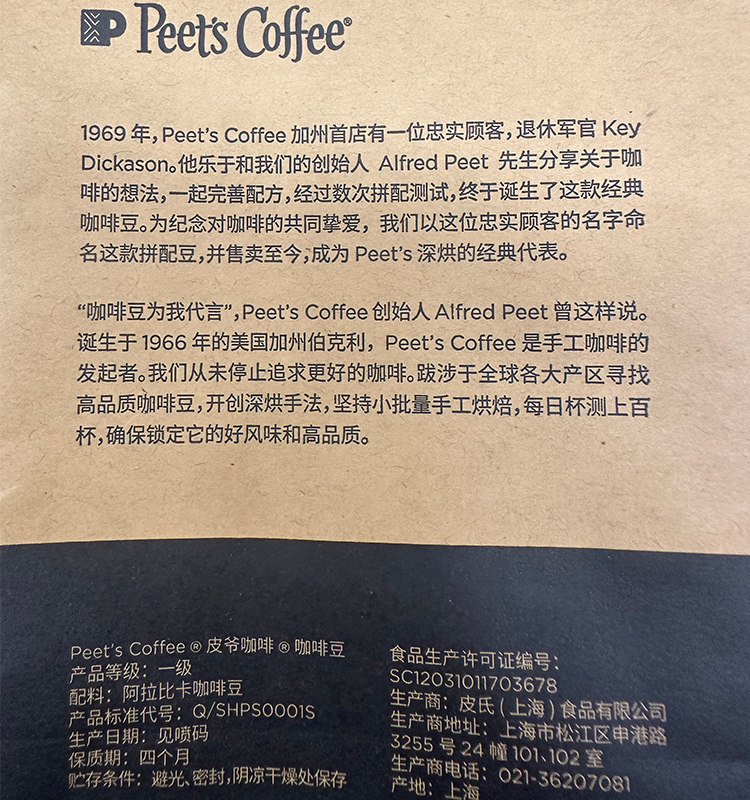 Peet's Coffee®
1969 年,Peet's Coffee 加州首店有一位忠实顾客,退休军官 Key
Dickason。他乐于和我们的创始人 Alfred Peet 先生分享关于咖
啡的想法,一起完善配方,经过数次拼配测试,终于诞生了这款经典
咖啡豆。为纪念对咖啡的共同挚爱，我们以这位忠实顾客的名字命
名这款拼配豆,并售卖至今,成为 Peet's 深烘的经典代表。
“咖啡豆为我代言”,Peet's Coffee 创始人 Alfred Peet 曾这样说。
诞生于 1966 年的美国加州伯克利，Peet's Coffee 是手工咖啡的
发起者。我们从未停止追求更好的咖啡。跋涉于全球各大产区寻找
高品质咖啡豆,开创深烘手法,坚持小批量手工烘焙,每日杯测上百
杯,确保锁定它的好风味和高品质。
Peet's Coffee ® 皮爷咖啡 ® 咖啡豆
产品等级：一级
配料：阿拉比卡咖啡豆
产品标准代号：Q/SHPS0001S
生产日期：见喷码
保质期：四个月
贮存条件：避光、密封,阴凉干燥处保存
食品生产许可证编号：
SC12031011703678
生产商：皮氏 ( 上海 ) 食品有限公司
生产商地址：上海市松江区申港路
3255 号 24 幢 101、102 室
生产商电话：021-36207081
产地：上海